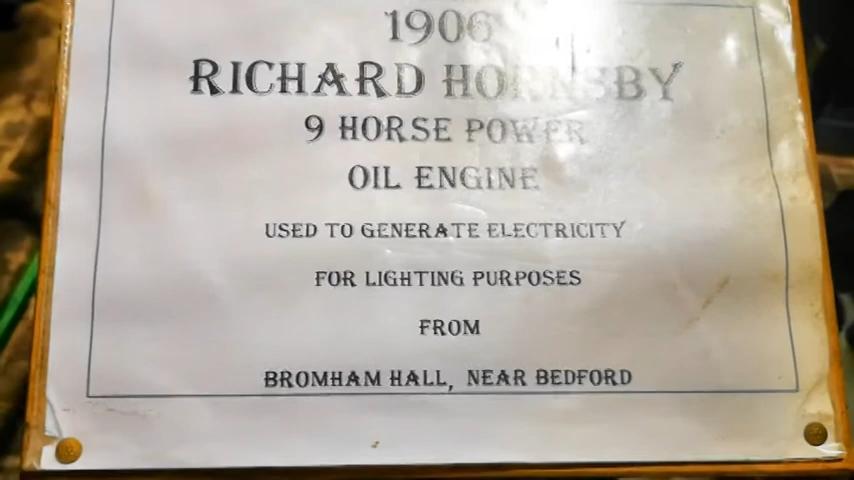 1906
RICHARD HORNSBY
9 HORSE POWER
OIL ENGINE
USED TO GENERATE ELECTRICITY
FOR LIGHTING PURPOSES
FROM
BROMHAM HALL, NEAR BEDFORD